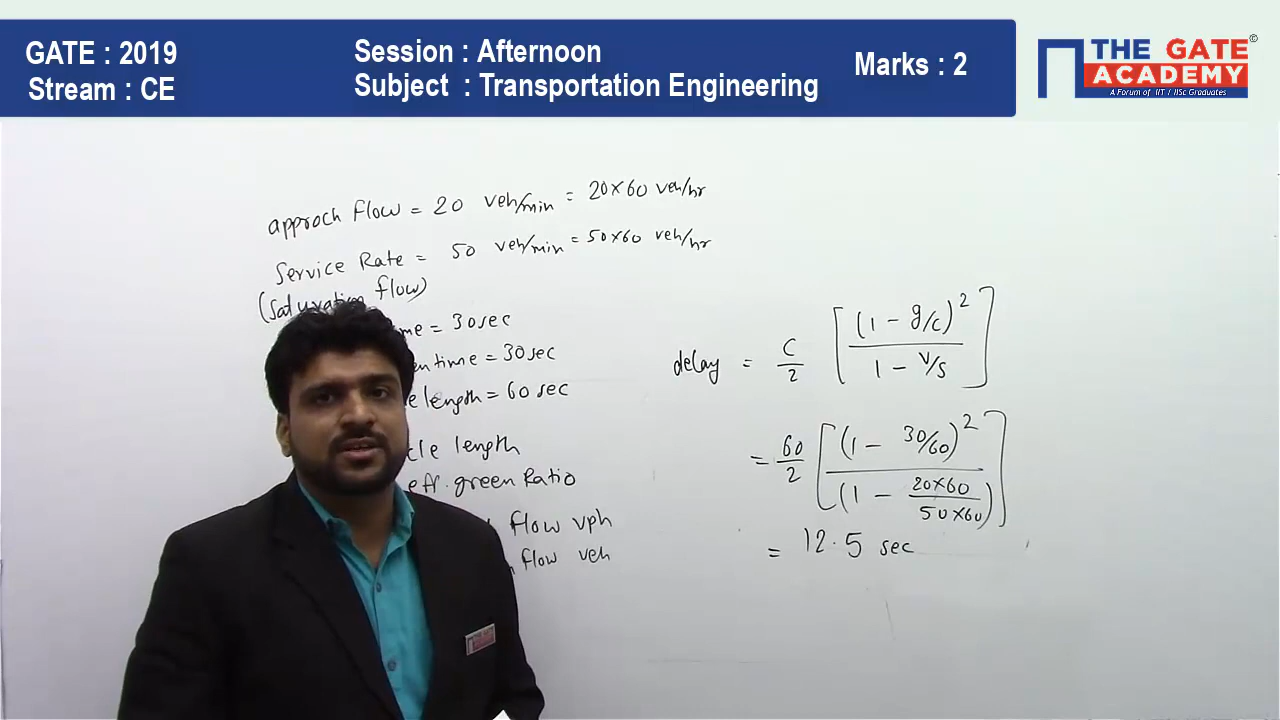 GATE : 2019
Stream : CE
Session : Afternoon
Subject : Transportation Engineering
Marks : 2
THE GATE ACADEMY
A Forum of IIT / IISc Graduates
approch flow = 20 veh/min = 20×60 veh/hr
Service Rate = 50 veh/min = 50×60 veh/hr
(Saturation flow)
= 30sec
time = 30sec
length = 60 sec
length
eff. green Ratio
flow vph
flow veh
delay = C/2 [(1 - g/c)^2 / 1 - v/s]
= 60/2 [(1 - 30/60)^2 / (1 - 20×60/50×60)]
= 12.5 sec
THE GATE
ACADEMY